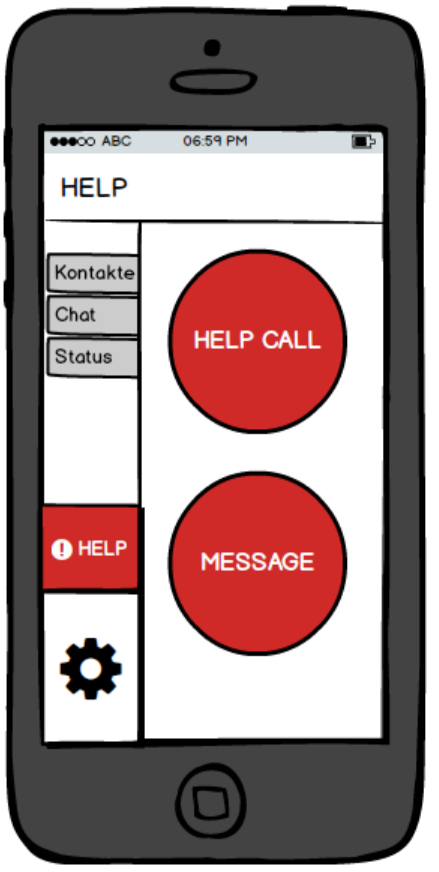 ABC 06:59 PM
HELP
Kontakte
Chat
Status
HELP CALL
! HELP
MESSAGE